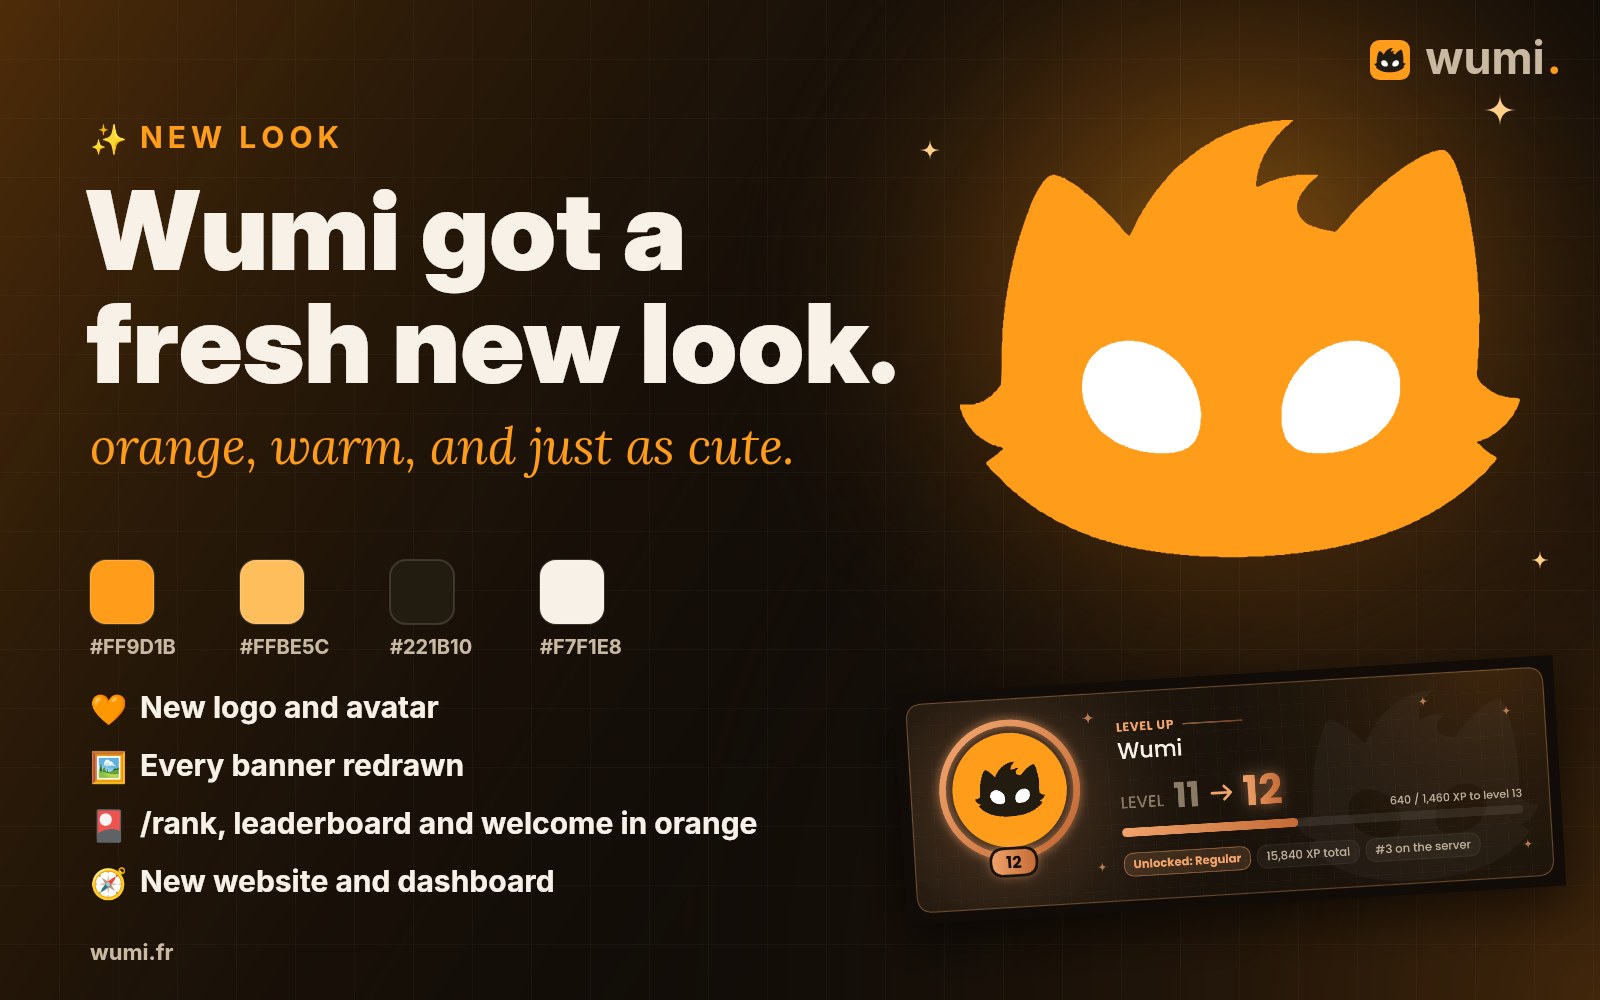 wumi.
✨ NEW LOOK
Wumi got a
fresh new look.
orange, warm, and just as cute.
#FF9D1B #FFBE5C #221B10 #F7F1E8
🧡 New logo and avatar
🖼️ Every banner redrawn
🎴 /rank, leaderboard and welcome in orange
🧭 New website and dashboard
wumi.fr
LEVEL UP
Wumi
LEVEL 11 → 12
640 / 1,460 XP to level 13
12
Unlocked: Regular 15,840 XP total #3 on the server